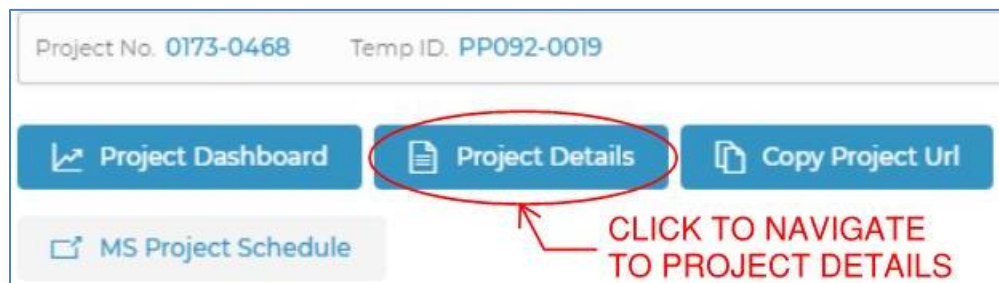 Project No. 0173-0468 Temp ID. PP092-0019
Project Dashboard Project Details Copy Project Url
MS Project Schedule
CLICK TO NAVIGATE
TO PROJECT DETAILS